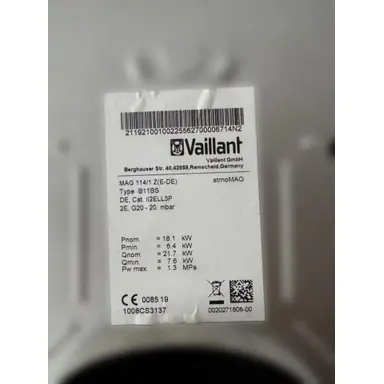 21192100100225562700006714N2
Vaillant
Vaillant GmbH
Berghauser Str. 40,42859,Remscheid,Germany
MAG 114/1 Z(E-DE) atmoMAG
Type B11BS
DE, Cat. II2ELL3P
2E, G20 - 20 mbar
Pnom = 18.1 kW
Pmin. = 6.4 kW
Qnom = 21.7 kW
Qmin. = 7.6 kW
Pw max = 1.3 MPa
CE 0085 19
1008CS3137 0020271808-00